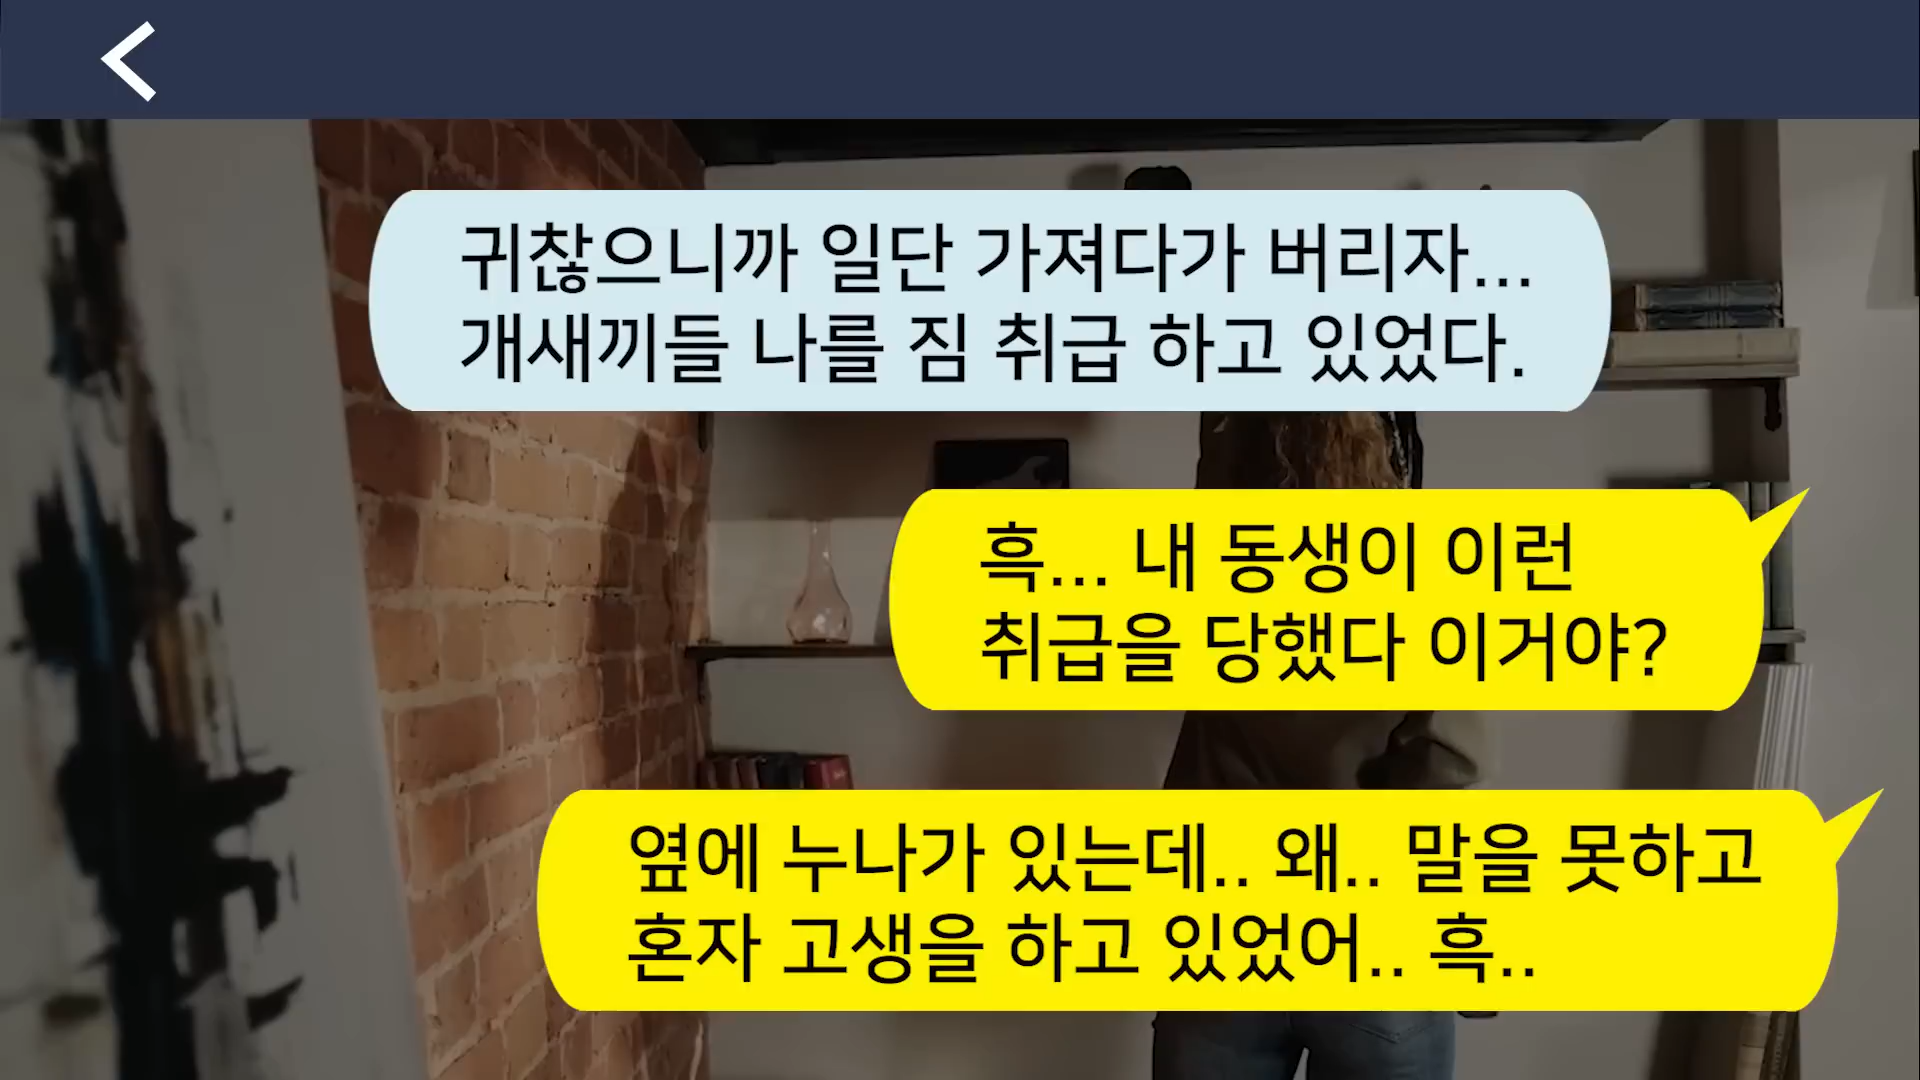 귀찮으니까 일단 가져다가 버리자...
개새끼들 나를 짐 취급 하고 있었다.
흑... 내 동생이 이런
취급을 당했다 이거야?
옆에 누나가 있는데.. 왜.. 말을 못하고
혼자 고생을 하고 있었어.. 흑..